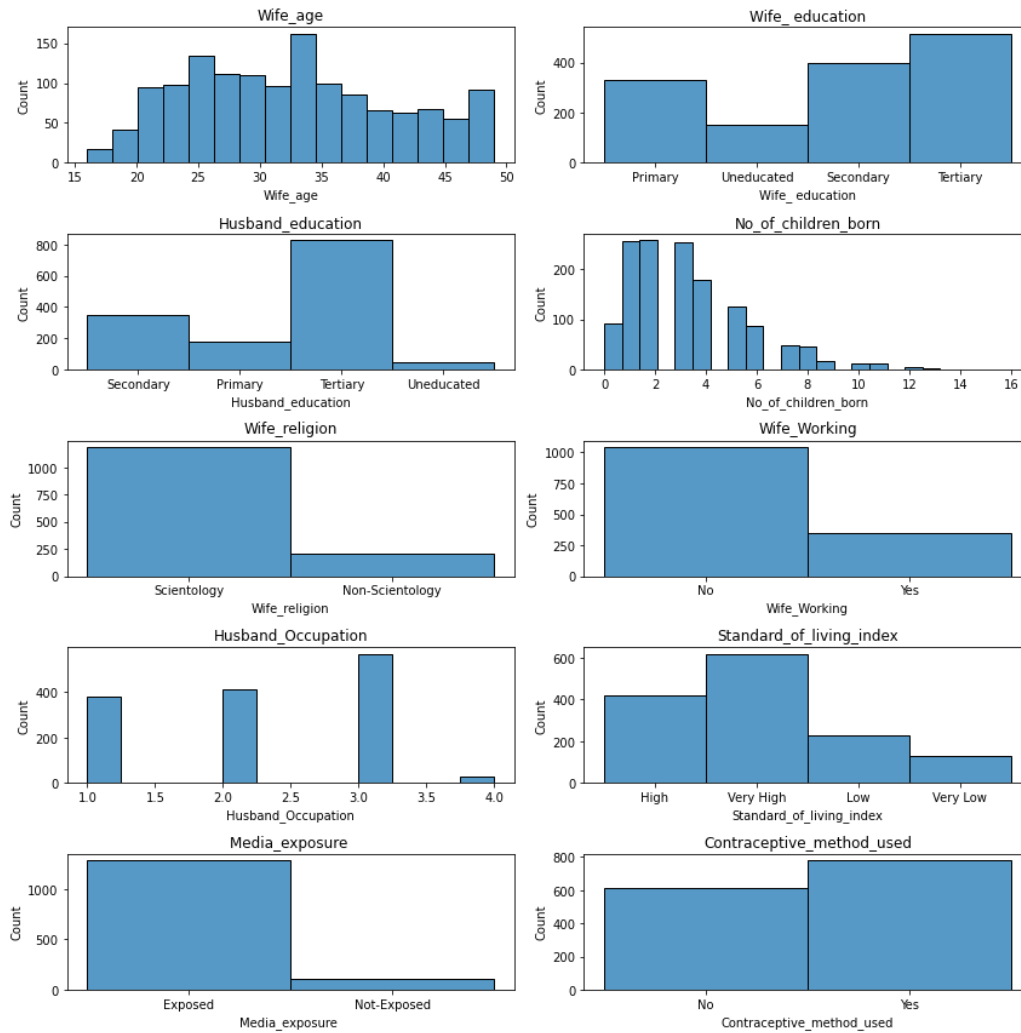 Wife_age
Count
150
100
50
0
15 20 25 30 35 40 45 50
Wife_age
Wife_ education
Count
400
200
0
Primary Uneducated Secondary Tertiary
Wife_ education
Husband_education
Count
800
600
400
200
0
Secondary Primary Tertiary Uneducated
Husband_education
No_of_children_born
Count
200
100
0
0 2 4 6 8 10 12 14 16
No_of_children_born
Wife_religion
Count
1000
750
500
250
0
Scientology Non-Scientology
Wife_religion
Wife_Working
Count
1000
750
500
250
0
No Yes
Wife_Working
Husband_Occupation
Count
400
200
0
1.0 1.5 2.0 2.5 3.0 3.5 4.0
Husband_Occupation
Standard_of_living_index
Count
600
400
200
0
High Very High Low Very Low
Standard_of_living_index
Media_exposure
Count
1000
500
0
Exposed Not-Exposed
Media_exposure
Contraceptive_method_used
Count
800
600
400
200
0
No Yes
Contraceptive_method_used